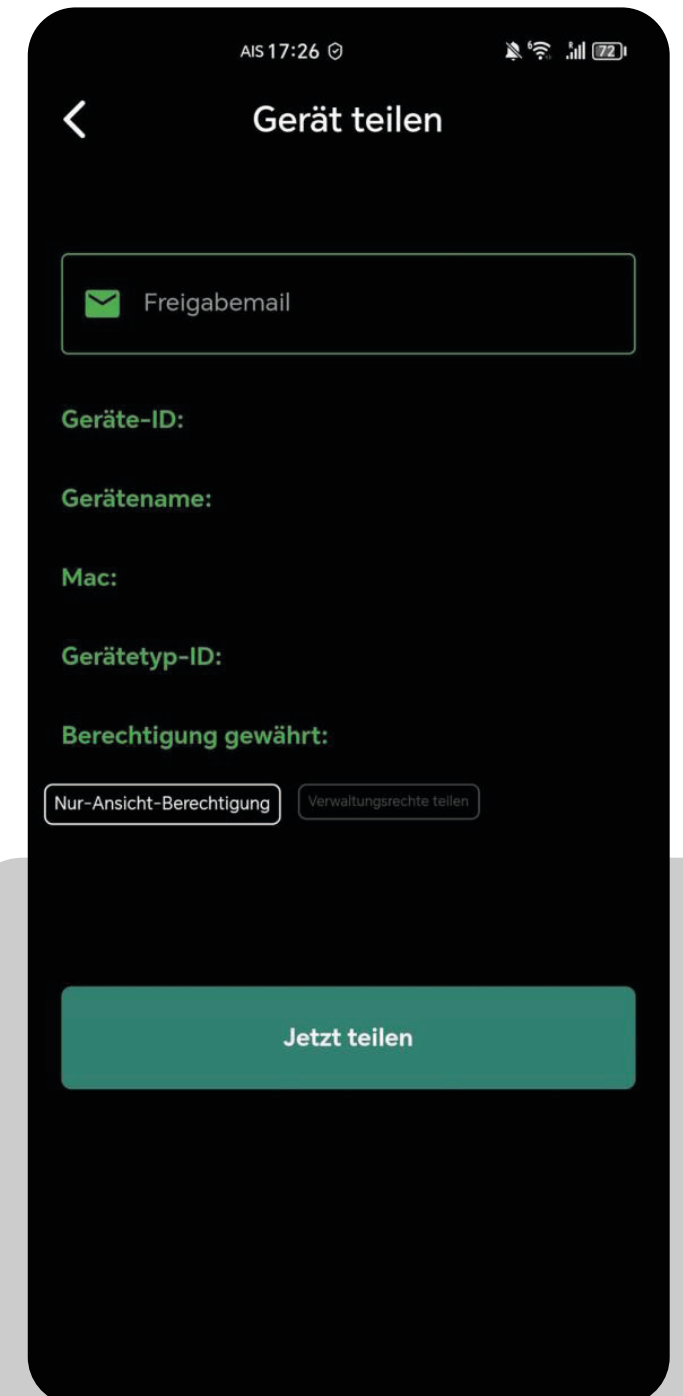 AIS 17:26 72
Gerät teilen
Freigabemail
Geräte-ID:
Gerätename:
Mac:
Gerätetyp-ID:
Berechtigung gewährt:
Nur-Ansicht-Berechtigung Verwaltungsrechte teilen
Jetzt teilen